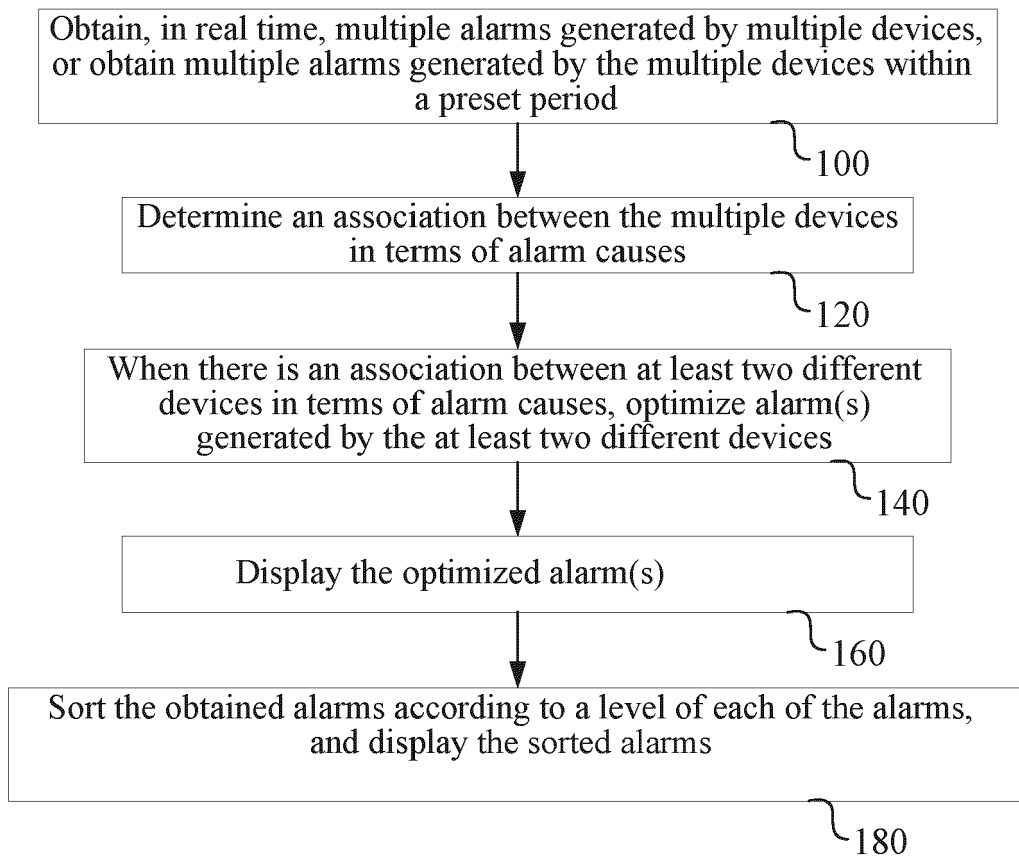 Obtain, in real time, multiple alarms generated by multiple devices,
or obtain multiple alarms generated by the multiple devices within
a preset period
100
Determine an association between the multiple devices
in terms of alarm causes
120
When there is an association between at least two different
devices in terms of alarm causes, optimize alarm(s)
generated by the at least two different devices
140
Display the optimized alarm(s)
160
Sort the obtained alarms according to a level of each of the alarms,
and display the sorted alarms
180